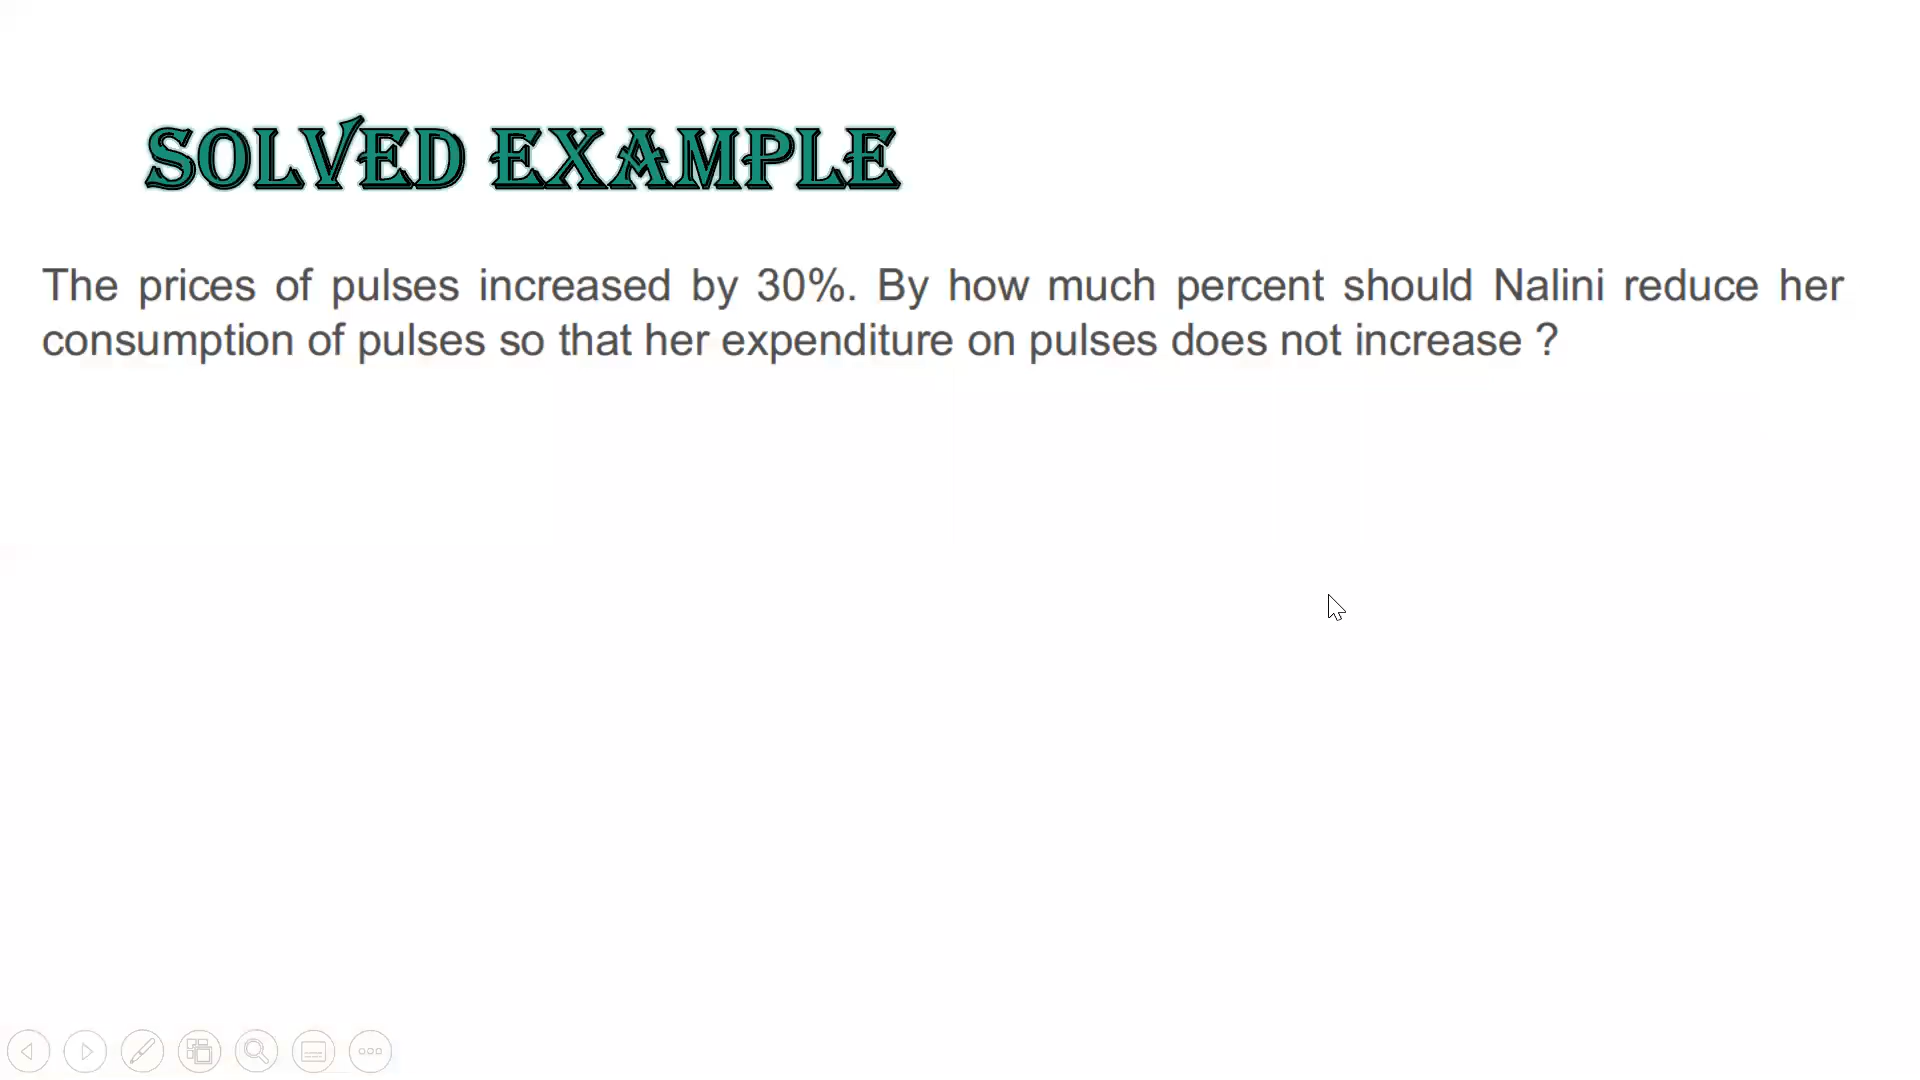 SOLVED EXAMPLE
The prices of pulses increased by 30%. By how much percent should Nalini reduce her
consumption of pulses so that her expenditure on pulses does not increase ?